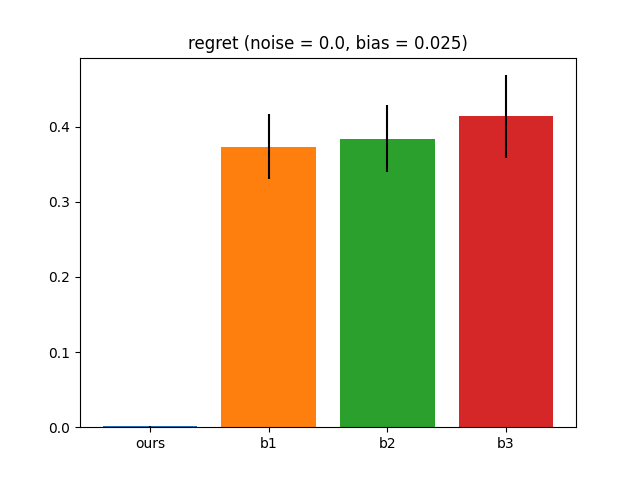 regret (noise = 0.0, bias = 0.025)
0.4
0.3
0.2
0.1
0.0
ours b1 b2 b3